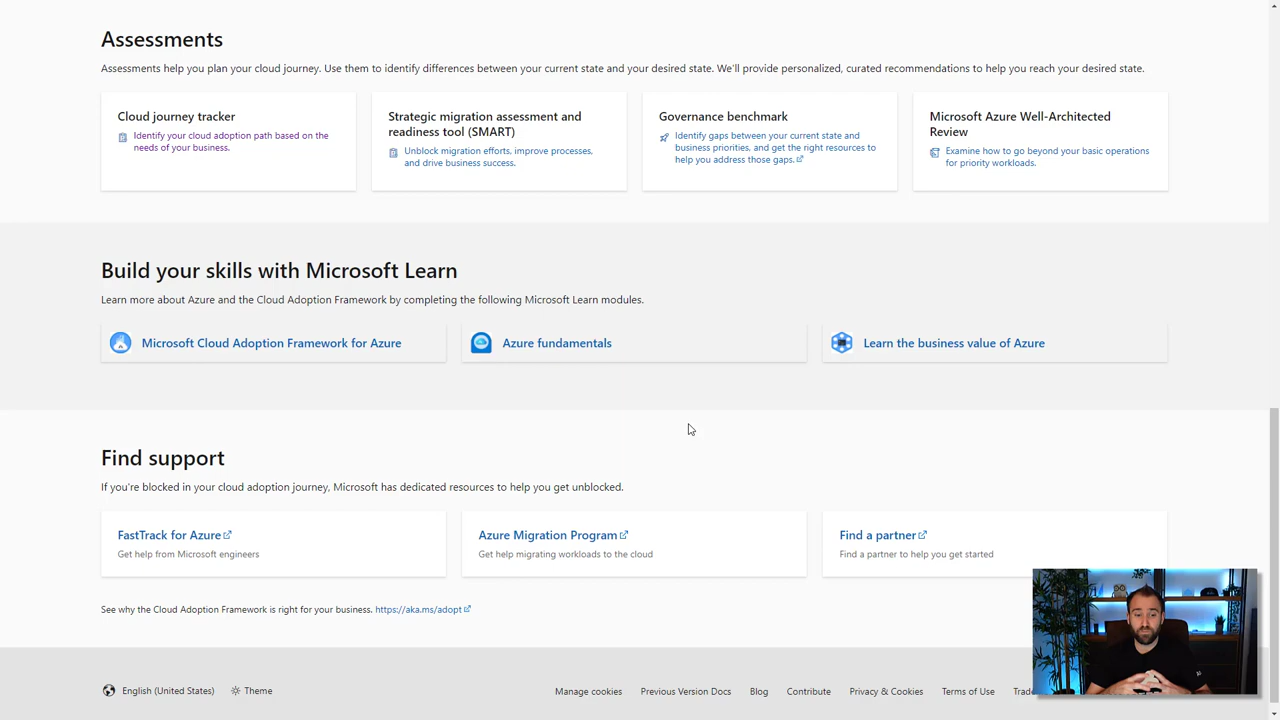 Assessments
Assessments help you plan your cloud journey. Use them to identify differences between your current state and your desired state. We'll provide personalized, curated recommendations to help you reach your desired state.
Cloud journey tracker
Identify your cloud adoption path based on the
needs of your business.
Strategic migration assessment and
readiness tool (SMART)
Unblock migration efforts, improve processes,
and drive business success.
Governance benchmark
Identify gaps between your current state and
business priorities, and get the right resources to
help you address those gaps.
Microsoft Azure Well-Architected
Review
Examine how to go beyond your basic operations
for priority workloads.
Build your skills with Microsoft Learn
Learn more about Azure and the Cloud Adoption Framework by completing the following Microsoft Learn modules.
Microsoft Cloud Adoption Framework for Azure
Azure fundamentals
Learn the business value of Azure
Find support
If you're blocked in your cloud adoption journey, Microsoft has dedicated resources to help you get unblocked.
FastTrack for Azure
Get help from Microsoft engineers
Azure Migration Program
Get help migrating workloads to the cloud
Find a partner
Find a partner to help you get started
See why the Cloud Adoption Framework is right for your business. https://aka.ms/adopt
English (United States) Theme Manage cookies Previous Version Docs Blog Contribute Privacy & Cookies Terms of Use Trade